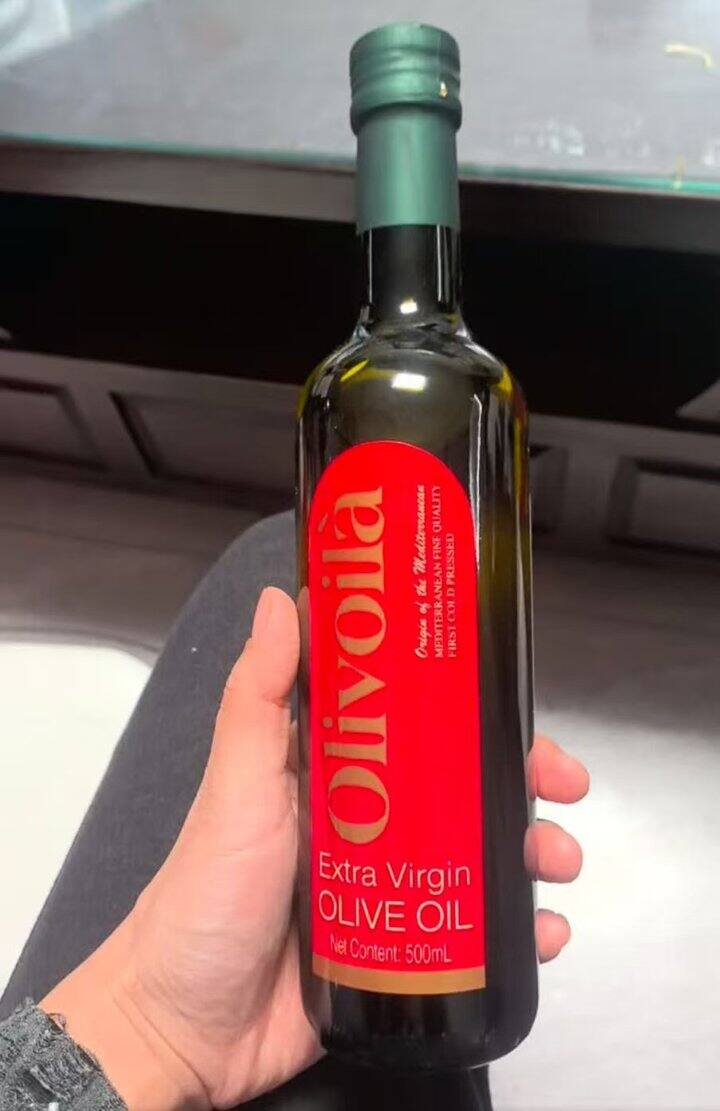 Olivoilà
Origin of the Mediterranean
MEDITERRANEAN FINE QUALITY
FIRST COLD PRESSED
Extra Virgin
OLIVE OIL
Net Content: 500mL